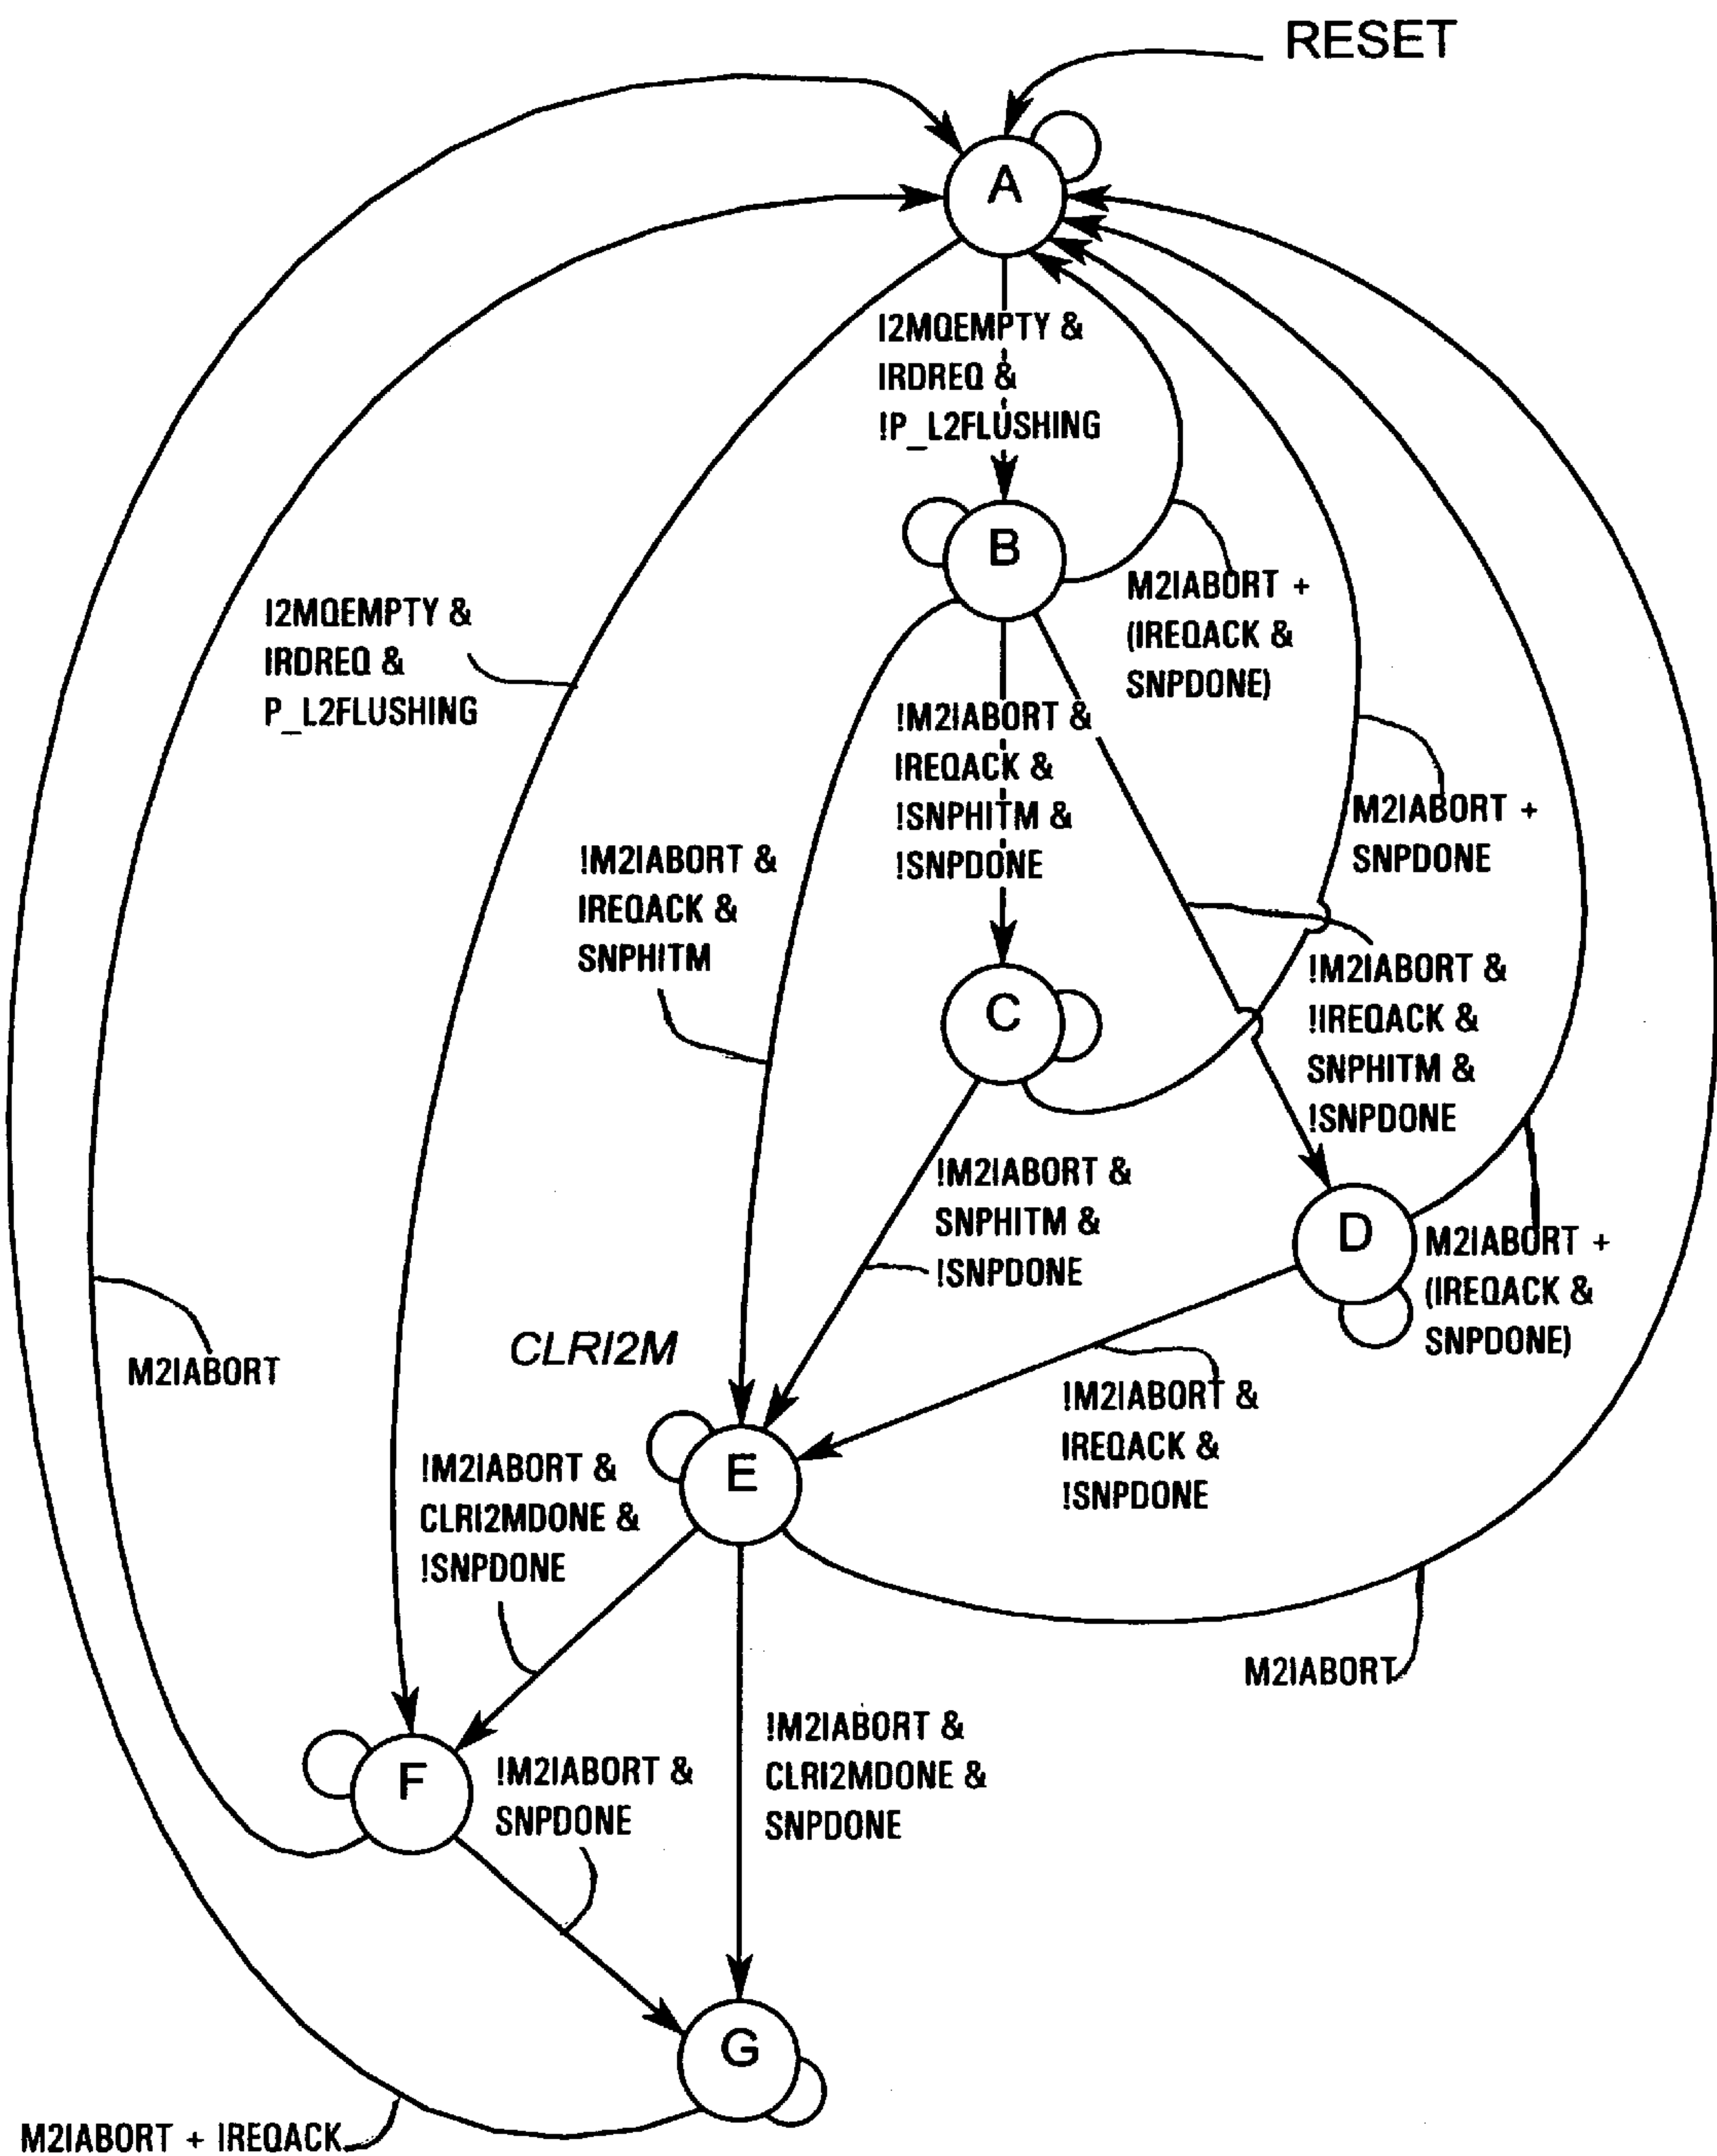 RESET
A
I2MQEMPTY &
IRDREQ &
!P_L2FLUSHING
B
M2IABORT +
(IREQACK &
SNPDONE)
I2MQEMPTY &
IRDREQ &
P_L2FLUSHING
!M2IABORT &
IREQACK &
!SNPHITM &
!SNPDONE
M2IABORT +
SNPDONE
!M2IABORT &
IREQACK &
SNPHITM
!M2IABORT &
!IREQACK &
SNPHITM &
!SNPDONE
C
!M2IABORT &
SNPHITM &
!SNPDONE
D
M2IABORT +
(IREQACK &
SNPDONE)
M2IABORT
CLRI2M
!M2IABORT &
IREQACK &
!SNPDONE
E
!M2IABORT &
CLRI2MDONE &
!SNPDONE
M2IABORT
F
!M2IABORT &
SNPDONE
!M2IABORT &
CLRI2MDONE &
SNPDONE
G
M2IABORT + IREQACK